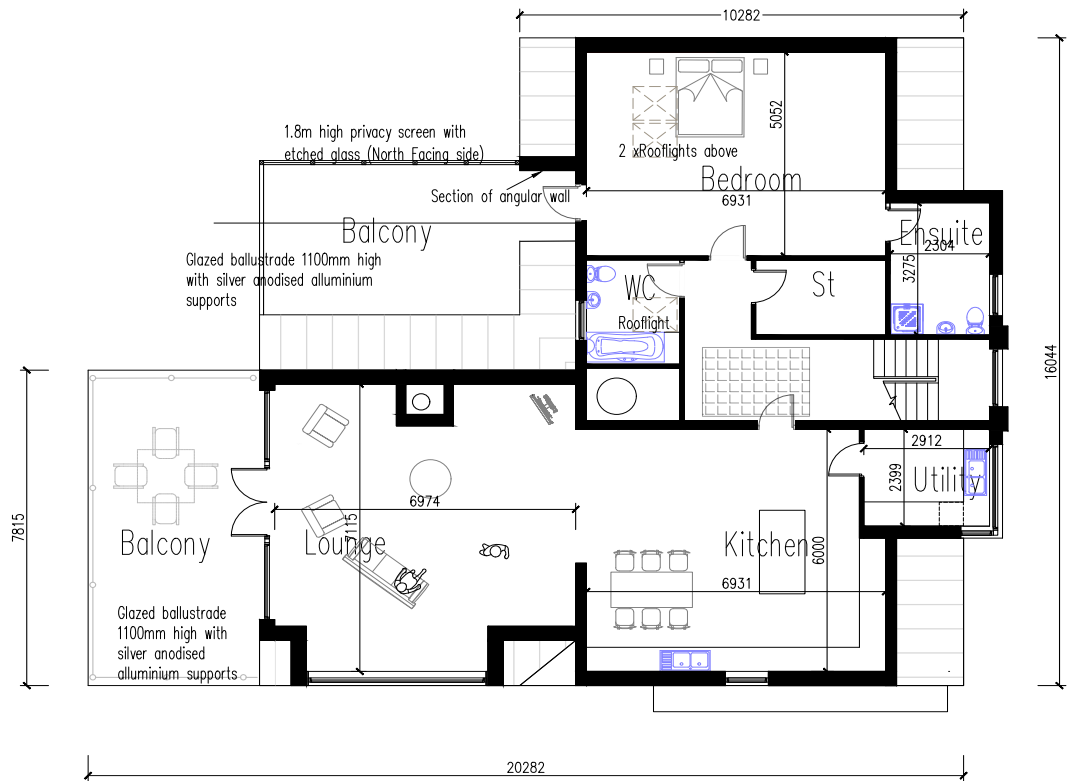 10282
1.8m high privacy screen with
etched glass (North Facing side)
5052
2 xRooflights above
Bedroom
6931
Section of angular wall
Balcony
Ensuite
2304
3275
Glazed ballustrade 1100mm high
with silver anodised alluminium
supports
WC
St
Rooflight
16044
2912
2399
Utility
6974
7115
7815
Balcony
Lounge
Kitchen
6000
6931
Glazed ballustrade
1100mm high with
silver anodised
alluminium supports
20282